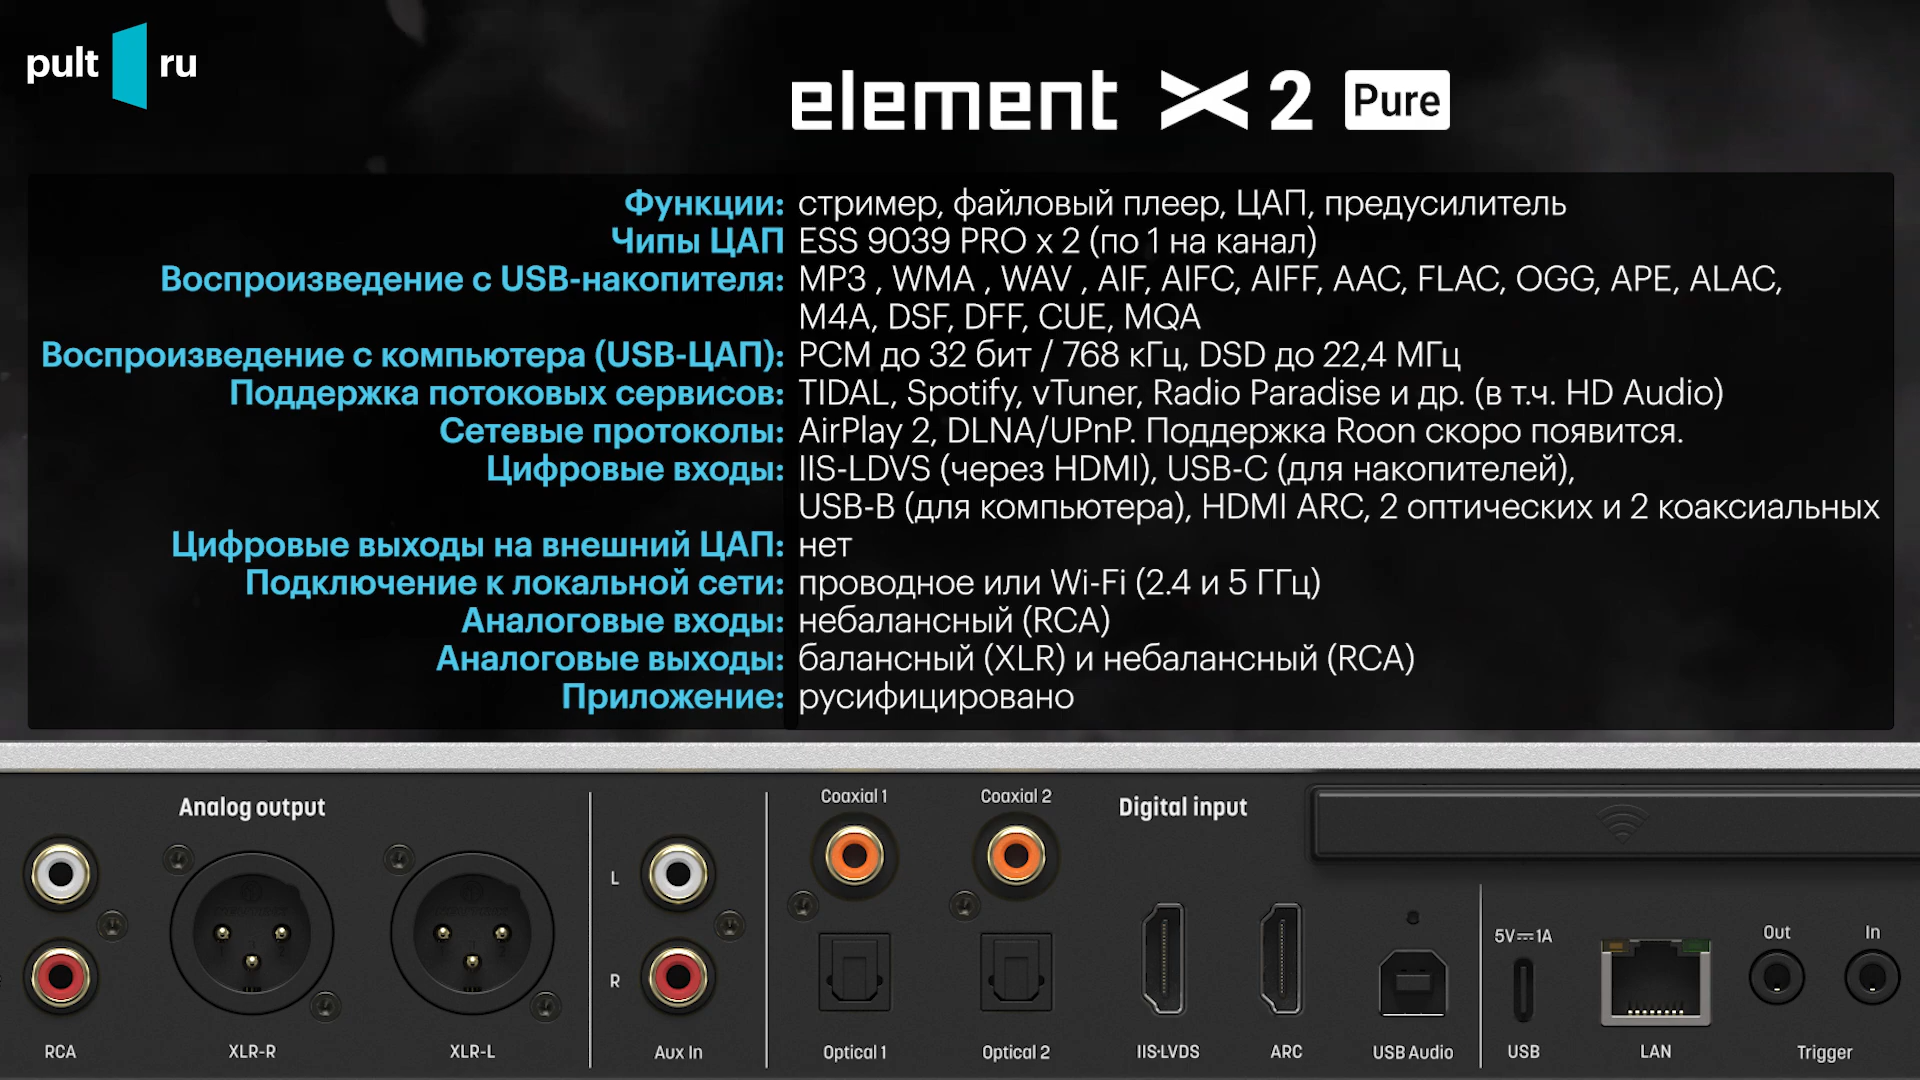 pult ru
element X2 Pure
Функции: стример, файловый плеер, ЦАП, предусилитель
Чипы ЦАП ESS 9039 PRO x 2 (по 1 на канал)
Воспроизведение с USB-накопителя: MP3 , WMA , WAV , AIF, AIFC, AIFF, AAC, FLAC, OGG, APE, ALAC,
M4A, DSF, DFF, CUE, MQA
Воспроизведение с компьютера (USB-ЦАП): PCM до 32 бит / 768 кГц, DSD до 22,4 МГц
Поддержка потоковых сервисов: TIDAL, Spotify, vTuner, Radio Paradise и др. (в т.ч. HD Audio)
Сетевые протоколы: AirPlay 2, DLNA/UPnP. Поддержка Roon скоро появится.
Цифровые входы: IIS-LDVS (через HDMI), USB-C (для накопителей),
USB-B (для компьютера), HDMI ARC, 2 оптических и 2 коаксиальных
Цифровые выходы на внешний ЦАП: нет
Подключение к локальной сети: проводное или Wi-Fi (2.4 и 5 ГГц)
Аналоговые входы: небалансный (RCA)
Аналоговые выходы: балансный (XLR) и небалансный (RCA)
Приложение: русифицировано
Coaxial 1 Coaxial 2
Analog output Digital input
L
5V⎓1A Out In
R
RCA XLR-R XLR-L Aux In Optical 1 Optical 2 IIS·LVDS ARC USB Audio USB LAN Trigger